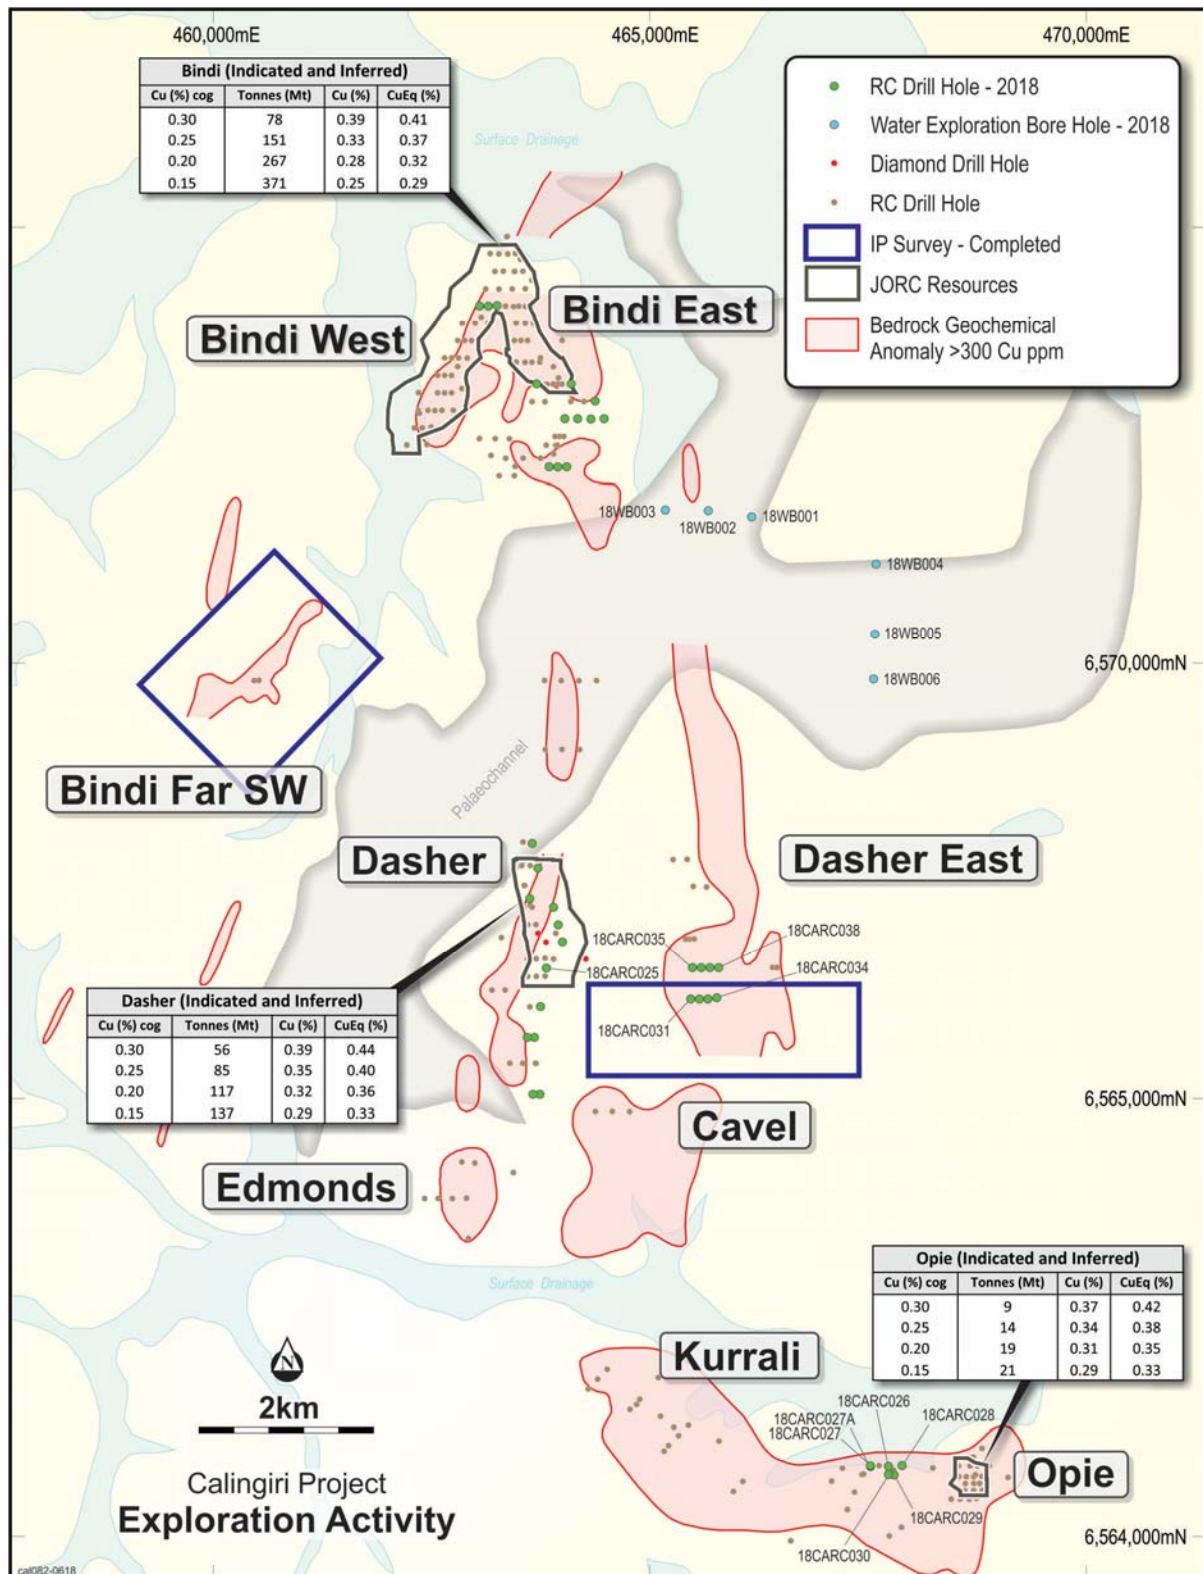 460,000mE 465,000mE 470,000mE
Bindi (Indicated and Inferred)
Cu (%) cog Tonnes (Mt) Cu (%) CuEq (%)
0.30 78 0.39 0.41
0.25 151 0.33 0.37
0.20 267 0.28 0.32
0.15 371 0.25 0.29
RC Drill Hole - 2018
Water Exploration Bore Hole - 2018
Diamond Drill Hole
RC Drill Hole
IP Survey - Completed
JORC Resources
Bedrock Geochemical
Anomaly >300 Cu ppm
Surface Drainage
Bindi West
Bindi East
18WB003
18WB002
18WB001
18WB004
18WB005
18WB006
6,570,000mN
Bindi Far SW
Palaeochannel
Dasher
Dasher East
18CARC035
18CARC038
18CARC025
18CARC034
18CARC031
Dasher (Indicated and Inferred)
Cu (%) cog Tonnes (Mt) Cu (%) CuEq (%)
0.30 56 0.39 0.44
0.25 85 0.35 0.40
0.20 117 0.32 0.36
0.15 137 0.29 0.33
6,565,000mN
Cavel
Edmonds
Surface Drainage
Opie (Indicated and Inferred)
Cu (%) cog Tonnes (Mt) Cu (%) CuEq (%)
0.30 9 0.37 0.42
0.25 14 0.34 0.38
0.20 19 0.31 0.35
0.15 21 0.29 0.33
Kurrali
18CARC026
18CARC027A
18CARC028
18CARC027
Opie
18CARC029
18CARC030
6,564,000mN
N
2km
Calingiri Project
Exploration Activity
cal082-0618